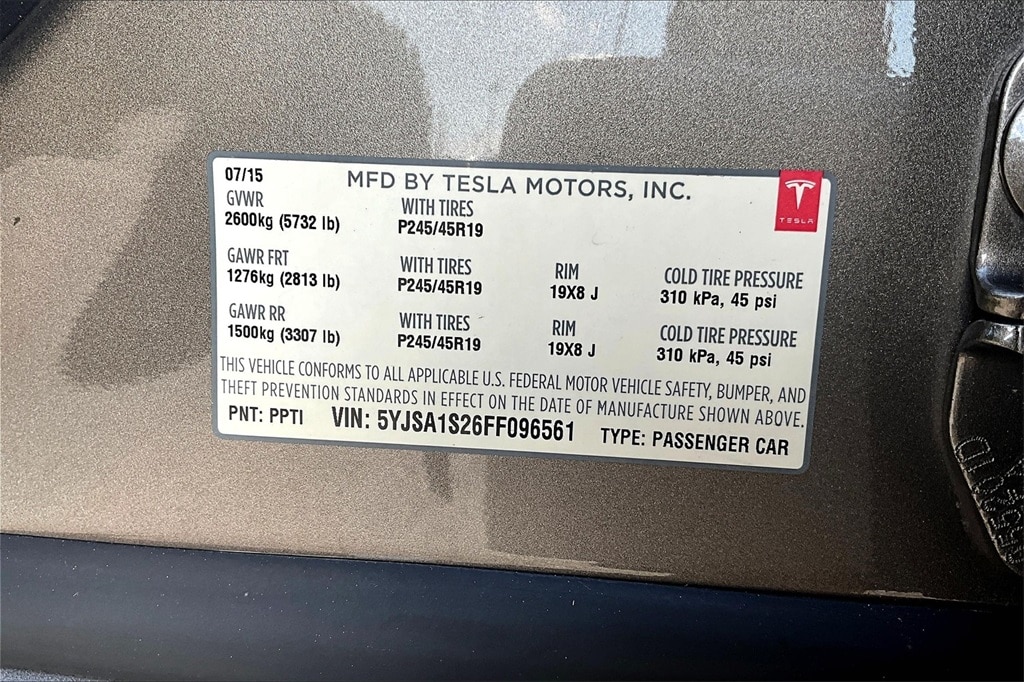 07/15 MFD BY TESLA MOTORS, INC.
TESLA
GVWR WITH TIRES
2600kg (5732 lb) P245/45R19
GAWR FRT WITH TIRES RIM COLD TIRE PRESSURE
1276kg (2813 lb) P245/45R19 19X8 J 310 kPa, 45 psi
GAWR RR WITH TIRES RIM COLD TIRE PRESSURE
1500kg (3307 lb) P245/45R19 19X8 J 310 kPa, 45 psi
THIS VEHICLE CONFORMS TO ALL APPLICABLE U.S. FEDERAL MOTOR VEHICLE SAFETY, BUMPER, AND
THEFT PREVENTION STANDARDS IN EFFECT ON THE DATE OF MANUFACTURE SHOWN ABOVE.
PNT: PPTI VIN: 5YJSA1S26FF096561 TYPE: PASSENGER CAR